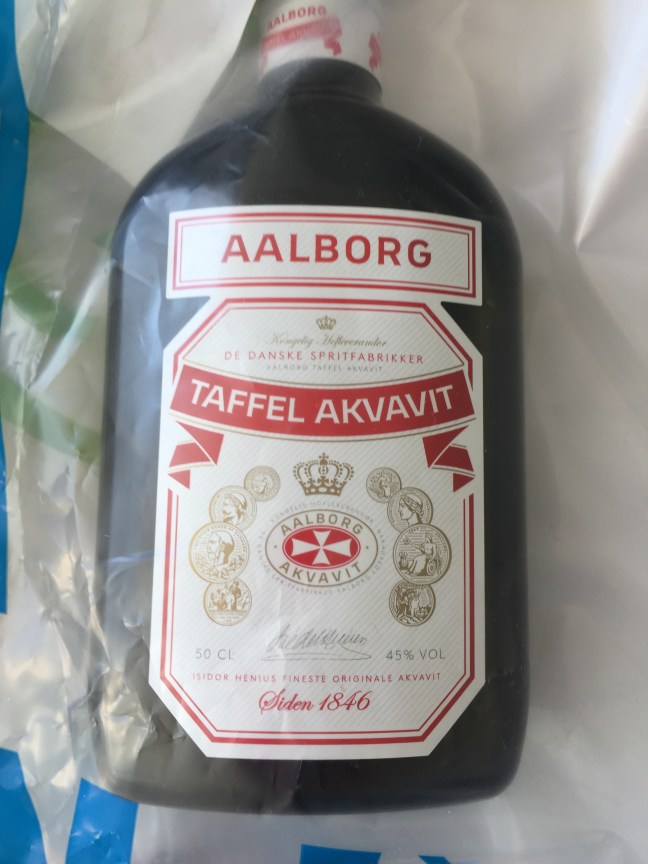 AALBORG
AALBORG
Kongelig Hofleverandør
DE DANSKE SPRITFABRIKKER
AALBORG TAFFEL AKVAVIT
TAFFEL AKVAVIT
AALBORG
AKVAVIT
50 CL
45% VOL
ISIDOR HENIUS FINESTE ORIGINALE AKVAVIT
Siden 1846